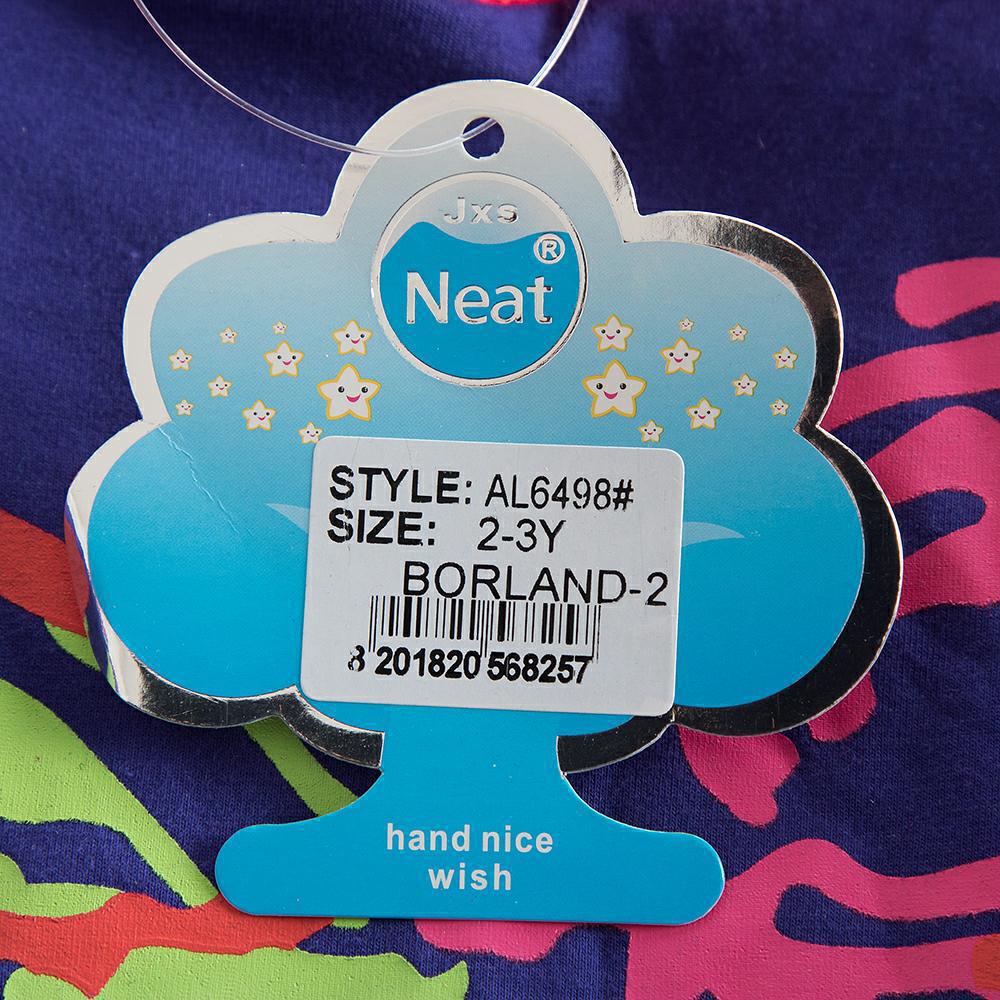 Jxs
®
Neat
STYLE: AL6498#
SIZE: 2-3Y
BORLAND-2
8 201820 568257
hand nice
wish